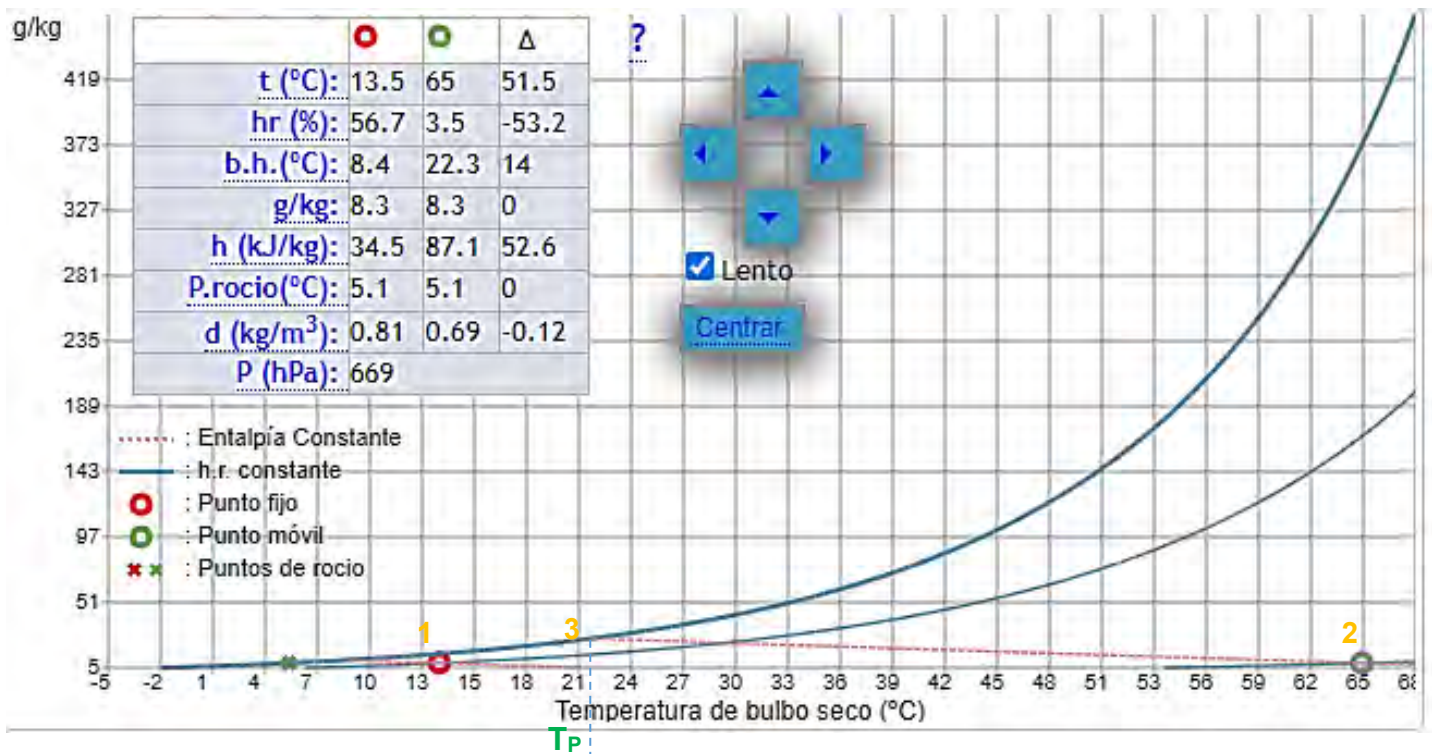 g/kg
Δ
?
t (ºC): 13.5 65 51.5
hr (%): 56.7 3.5 -53.2
b.h.(ºC): 8.4 22.3 14
g/kg: 8.3 8.3 0
h (kJ/kg): 34.5 87.1 52.6
P.rocio(ºC): 5.1 5.1 0
d (kg/m³): 0.81 0.69 -0.12
P (hPa): 669
Lento
Centrar
419
373
327
281
235
189
143
97
51
5
: Entalpía Constante
: h.r. constante
: Punto fijo
: Punto móvil
: Puntos de rocio
1
3
2
-5 -2 1 4 7 10 13 15 18 21 24 27 30 33 36 39 42 45 48 51 53 56 59 62 65 68
Temperatura de bulbo seco (ºC)
TP